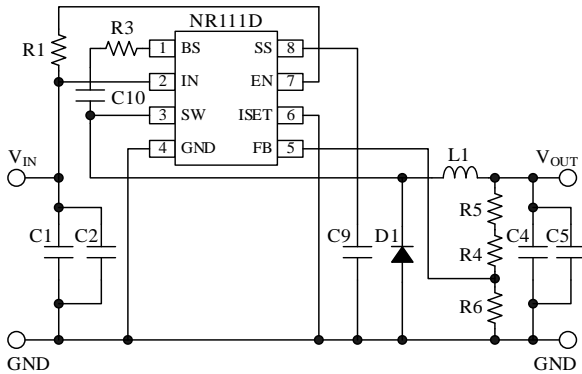 NR111D
R1
R3
1 BS SS 8
2 IN EN 7
C10
3 SW ISET 6
4 GND FB 5
VIN
L1
VOUT
R5
C1 C2 C9 D1 R4 C4 C5
R6
GND GND